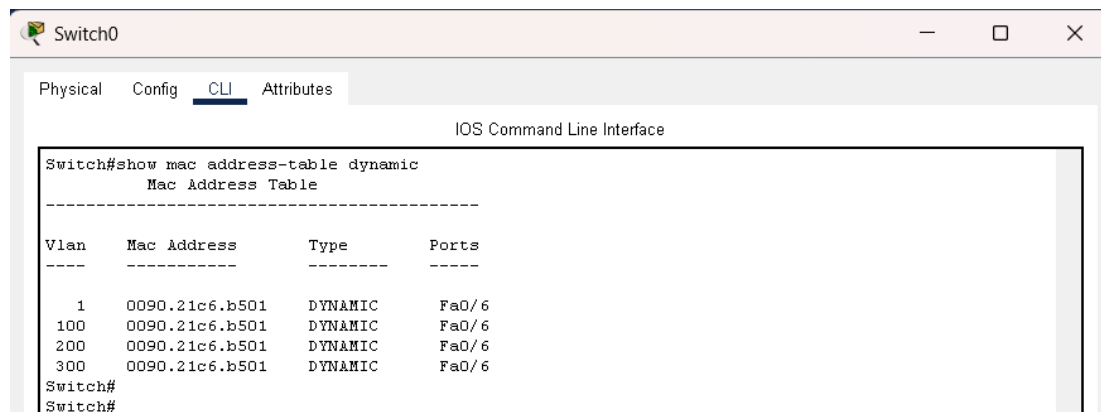 Switch0
Physical Config CLI Attributes
IOS Command Line Interface
Switch#show mac address-table dynamic
Mac Address Table
-------------------------------------------
Vlan Mac Address Type Ports
---- ----------- -------- -----
1 0090.21c6.b501 DYNAMIC Fa0/6
100 0090.21c6.b501 DYNAMIC Fa0/6
200 0090.21c6.b501 DYNAMIC Fa0/6
300 0090.21c6.b501 DYNAMIC Fa0/6
Switch#
Switch#